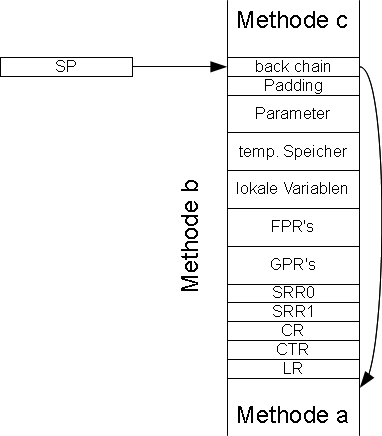 Methode c
SP
back chain
Padding
Parameter
temp. Speicher
lokale Variablen
Methode b
FPR's
GPR's
SRR0
SRR1
CR
CTR
LR
Methode a